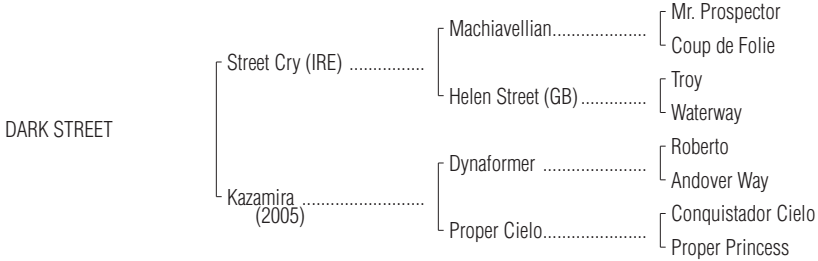 Mr. Prospector
Machiavellian....................
Coup de Folie
Street Cry (IRE) ................
Troy
Helen Street (GB)..............
Waterway
DARK STREET
Roberto
Dynaformer ......................
Andover Way
Kazamira ..........................
(2005)
Conquistador Cielo
Proper Cielo......................
Proper Princess